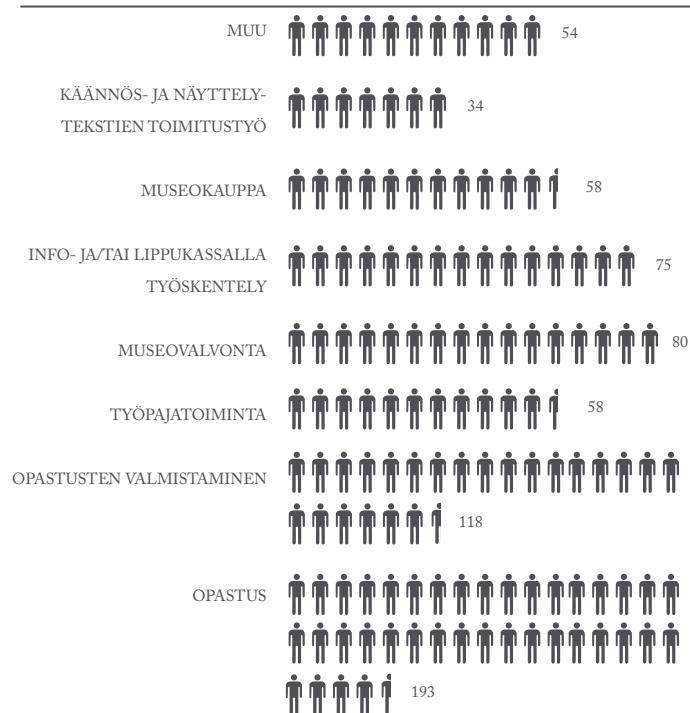 MUU 54
KÄÄNNÖS- JA NÄYTTELY-
TEKSTIEN TOIMITUSTYÖ 34
MUSEOKAUPPA 58
INFO- JA/TAI LIPPUKASSALLA
TYÖSKENTELY 75
MUSEOVALVONTA 80
TYÖPAJATOIMINTA 58
OPASTUSTEN VALMISTAMINEN
118
OPASTUS
193